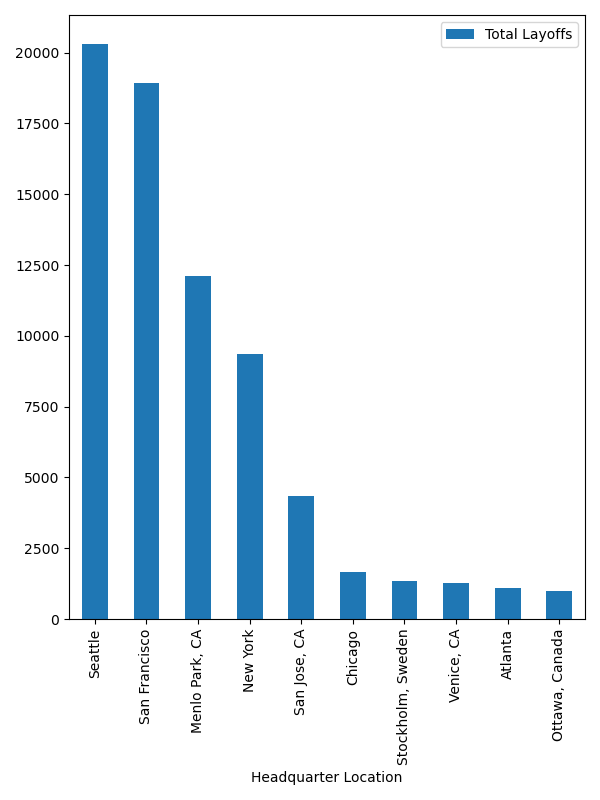 Total Layoffs
20000
17500
15000
12500
10000
7500
5000
2500
0
Seattle
San Francisco
Menlo Park, CA
New York
San Jose, CA
Chicago
Stockholm, Sweden
Venice, CA
Atlanta
Ottawa, Canada
Headquarter Location